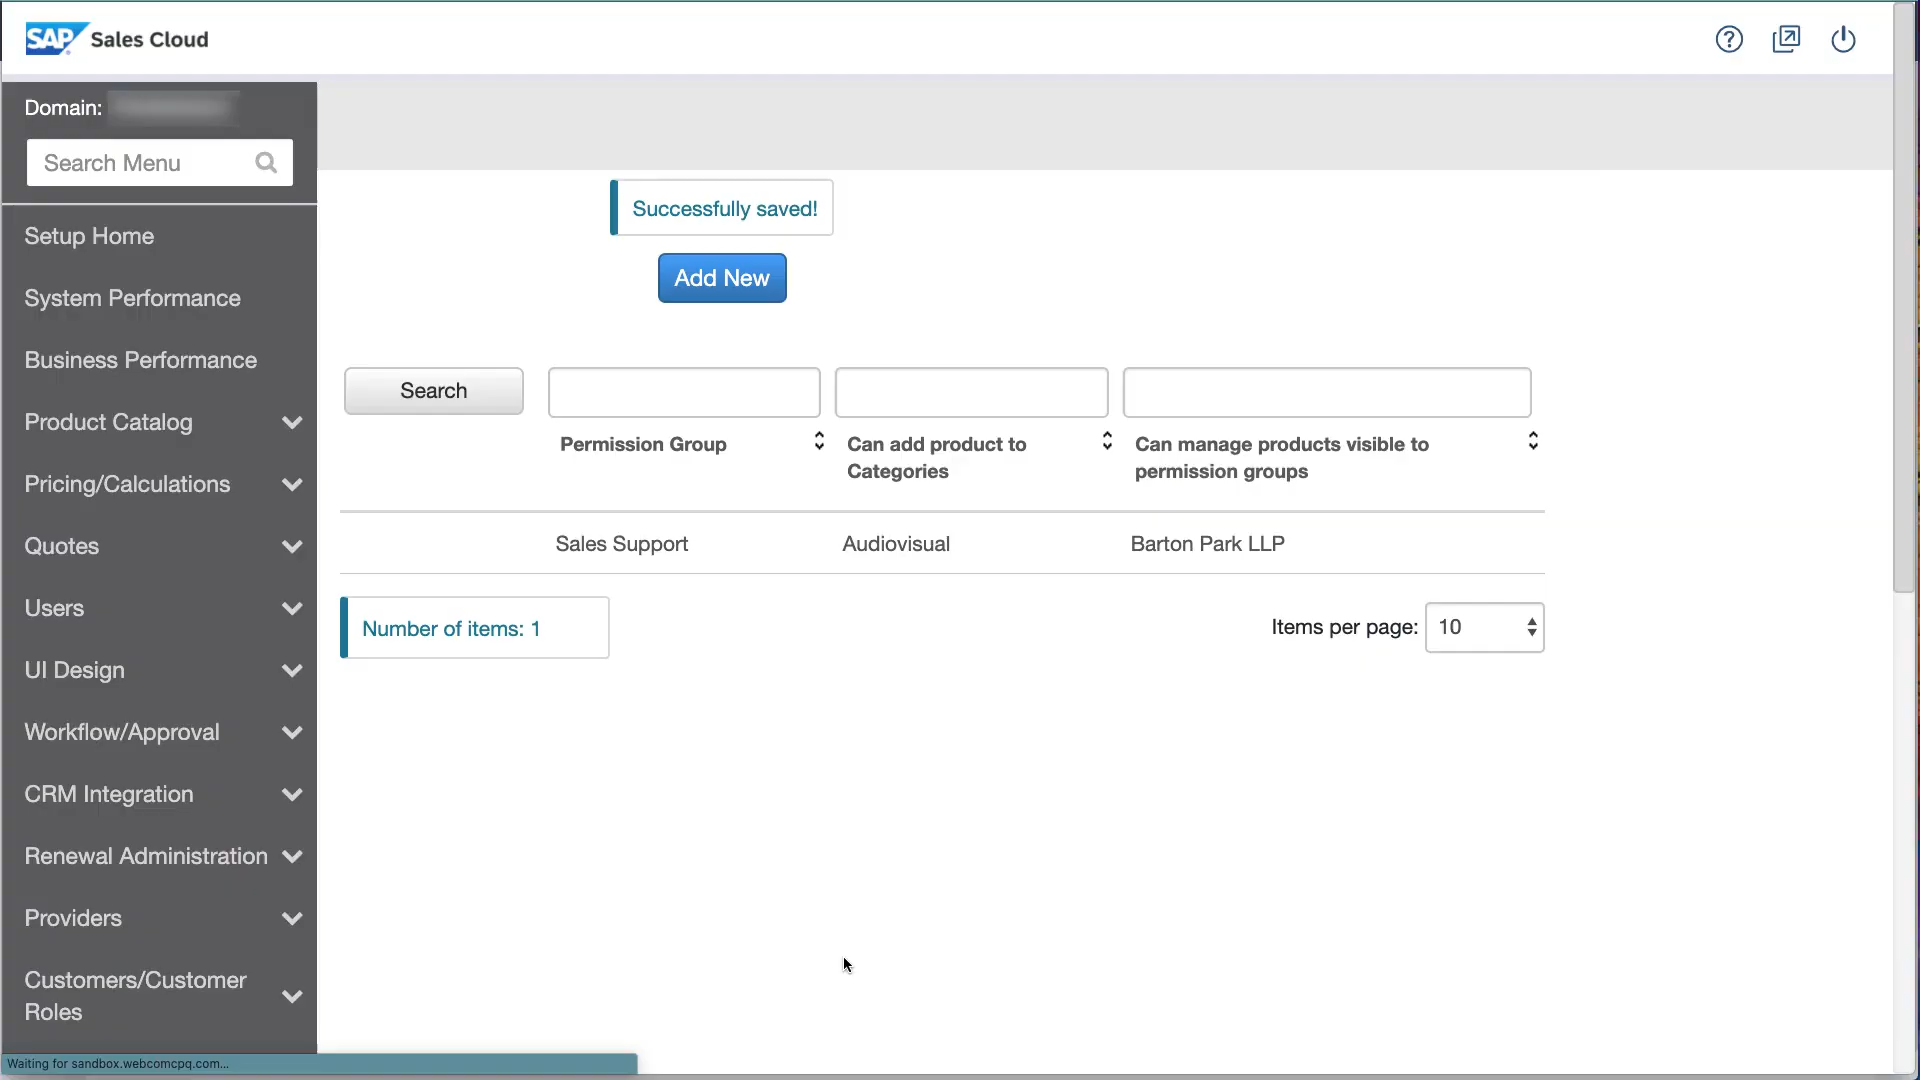 SAP Sales Cloud
Domain:
Search Menu
Setup Home
System Performance
Business Performance
Product Catalog
Pricing/Calculations
Quotes
Users
UI Design
Workflow/Approval
CRM Integration
Renewal Administration
Providers
Customers/Customer
Roles
Successfully saved!
Add New
Search
Permission Group
Can add product to
Categories
Can manage products visible to
permission groups
Sales Support Audiovisual Barton Park LLP
Number of items: 1
Items per page: 10
Waiting for sandbox.webcomcpq.com...